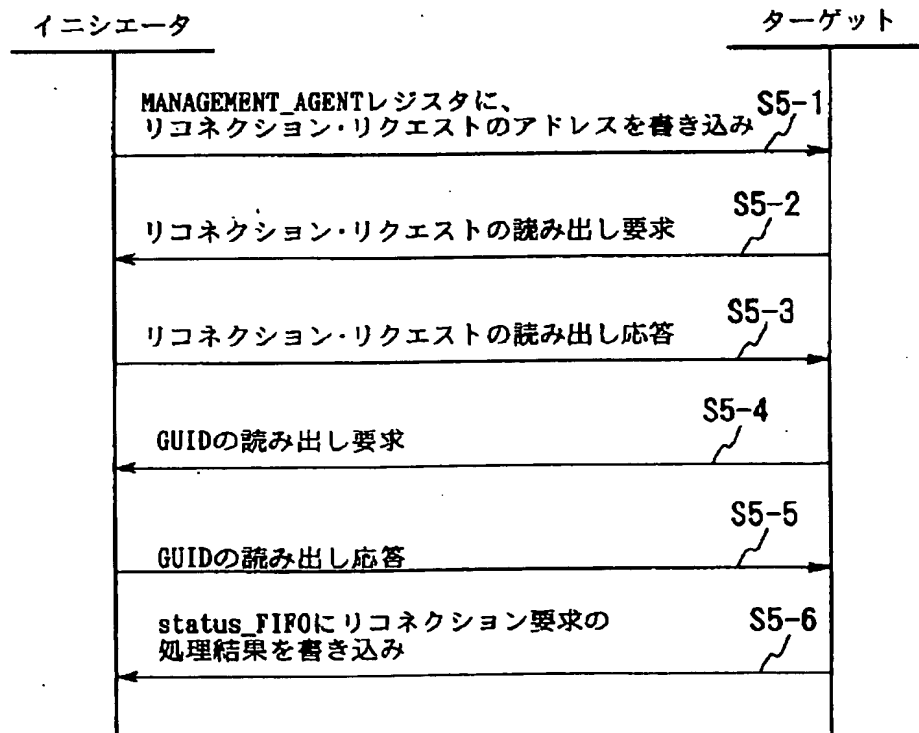 イニシエータ
ターゲット
MANAGEMENT_AGENTレジスタに、
リコネクション・リクエストのアドレスを書き込み
S5-1
S5-2
リコネクション・リクエストの読み出し要求
S5-3
リコネクション・リクエストの読み出し応答
S5-4
GUIDの読み出し要求
S5-5
GUIDの読み出し応答
status_FIFOにリコネクション要求の
処理結果を書き込み
S5-6